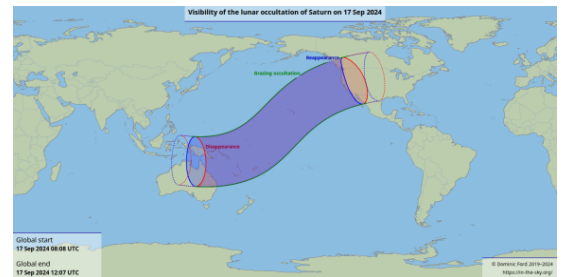 Visibility of the lunar occultation of Saturn on 17 Sep 2024
Reappearance
Grazing occultation
Disappearance
Global start
17 Sep 2024 08:08 UTC
Global end
17 Sep 2024 12:07 UTC
© Dominic Ford 2019–2024
https://in-the-sky.org/